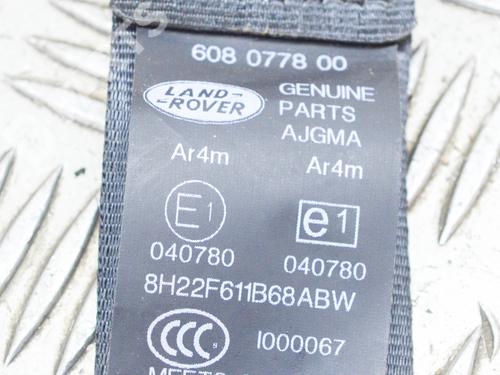 608 0778 00
LAND-
-ROVER
GENUINE
PARTS
AJGMA
Ar4m Ar4m
E1 e1
040780 040780
8H22F611B68ABW
CCC S I000067